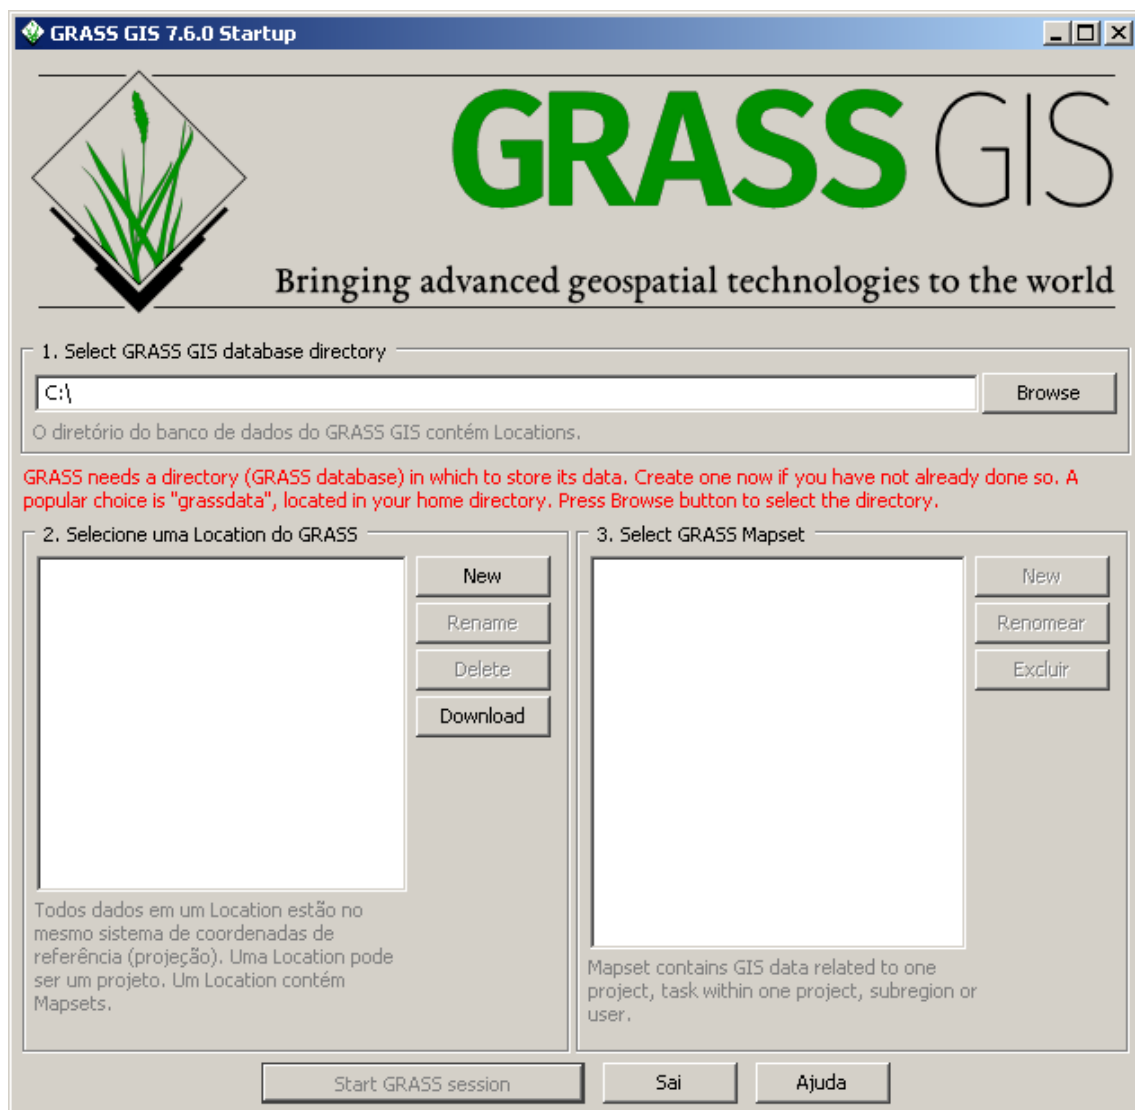 GRASS GIS 7.6.0 Startup
GRASS GIS
Bringing advanced geospatial technologies to the world
1. Select GRASS GIS database directory
C:\
Browse
O diretório do banco de dados do GRASS GIS contém Locations.
GRASS needs a directory (GRASS database) in which to store its data. Create one now if you have not already done so. A
popular choice is "grassdata", located in your home directory. Press Browse button to select the directory.
2. Selecione uma Location do GRASS
New
Rename
Delete
Download
Todos dados em um Location estão no
mesmo sistema de coordenadas de
referência (projeção). Uma Location pode
ser um projeto. Um Location contém
Mapsets.
3. Select GRASS Mapset
New
Renomear
Excluir
Mapset contains GIS data related to one
project, task within one project, subregion or
user.
Start GRASS session
Sai
Ajuda